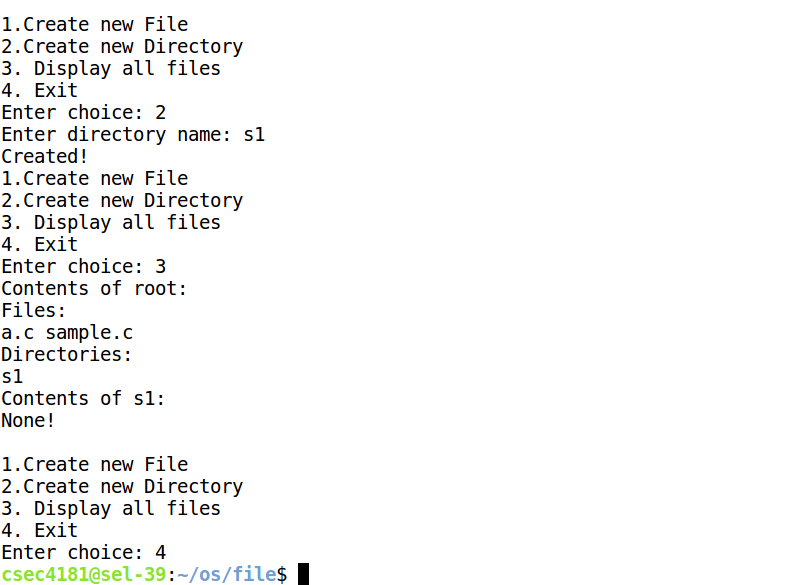 1.Create new File
2.Create new Directory
3. Display all files
4. Exit
Enter choice: 2
Enter directory name: s1
Created!
1.Create new File
2.Create new Directory
3. Display all files
4. Exit
Enter choice: 3
Contents of root:
Files:
a.c sample.c
Directories:
s1
Contents of s1:
None!
1.Create new File
2.Create new Directory
3. Display all files
4. Exit
Enter choice: 4
csec4181@sel-39:~/os/file$